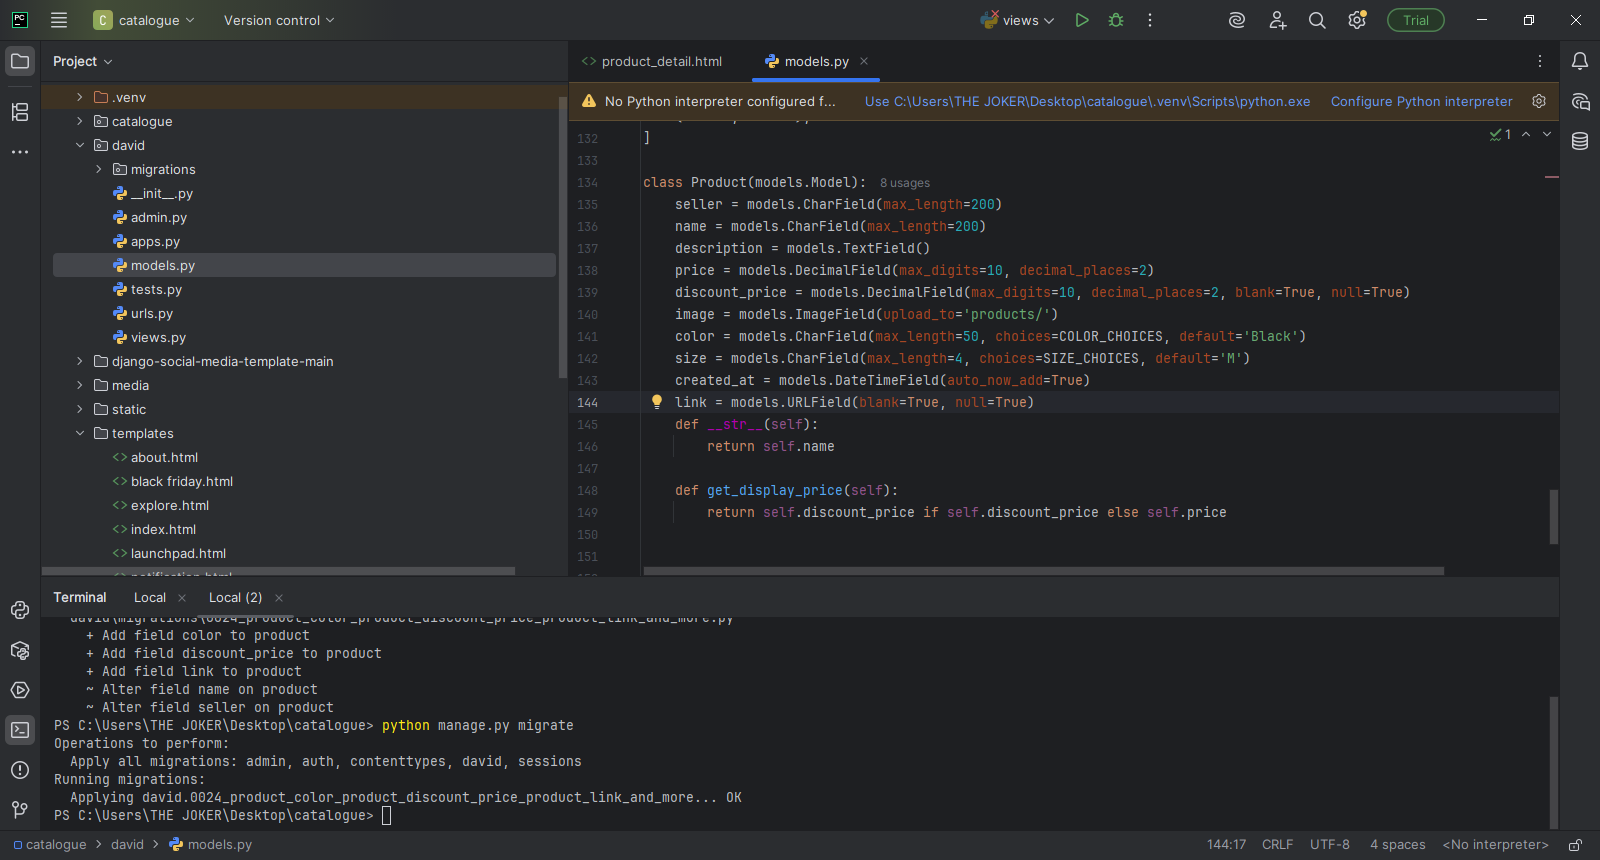 PC
C catalogue
Version control
views
Trial
Project
product_detail.html
models.py
No Python interpreter configured f... Use C:\Users\THE JOKER\Desktop\catalogue\.venv\Scripts\python.exe Configure Python interpreter
.venv
catalogue
david
migrations
__init__.py
admin.py
apps.py
models.py
tests.py
urls.py
views.py
django-social-media-template-main
media
static
templates
about.html
black friday.html
explore.html
index.html
launchpad.html
notification.html
1
132 ]
133
134 class Product(models.Model): 8 usages
135 seller = models.CharField(max_length=200)
136 name = models.CharField(max_length=200)
137 description = models.TextField()
138 price = models.DecimalField(max_digits=10, decimal_places=2)
139 discount_price = models.DecimalField(max_digits=10, decimal_places=2, blank=True, null=True)
140 image = models.ImageField(upload_to='products/')
141 color = models.CharField(max_length=50, choices=COLOR_CHOICES, default='Black')
142 size = models.CharField(max_length=4, choices=SIZE_CHOICES, default='M')
143 created_at = models.DateTimeField(auto_now_add=True)
144 link = models.URLField(blank=True, null=True)
145 def __str__(self):
146 return self.name
147
148 def get_display_price(self):
149 return self.discount_price if self.discount_price else self.price
150
151
Terminal Local Local (2)
david\migrations\0024_product_color_product_discount_price_product_link_and_more.py
+ Add field color to product
+ Add field discount_price to product
+ Add field link to product
~ Alter field name on product
~ Alter field seller on product
PS C:\Users\THE JOKER\Desktop\catalogue> python manage.py migrate
Operations to perform:
Apply all migrations: admin, auth, contenttypes, david, sessions
Running migrations:
Applying david.0024_product_color_product_discount_price_product_link_and_more... OK
PS C:\Users\THE JOKER\Desktop\catalogue>
catalogue > david > models.py
144:17 CRLF UTF-8 4 spaces <No interpreter>